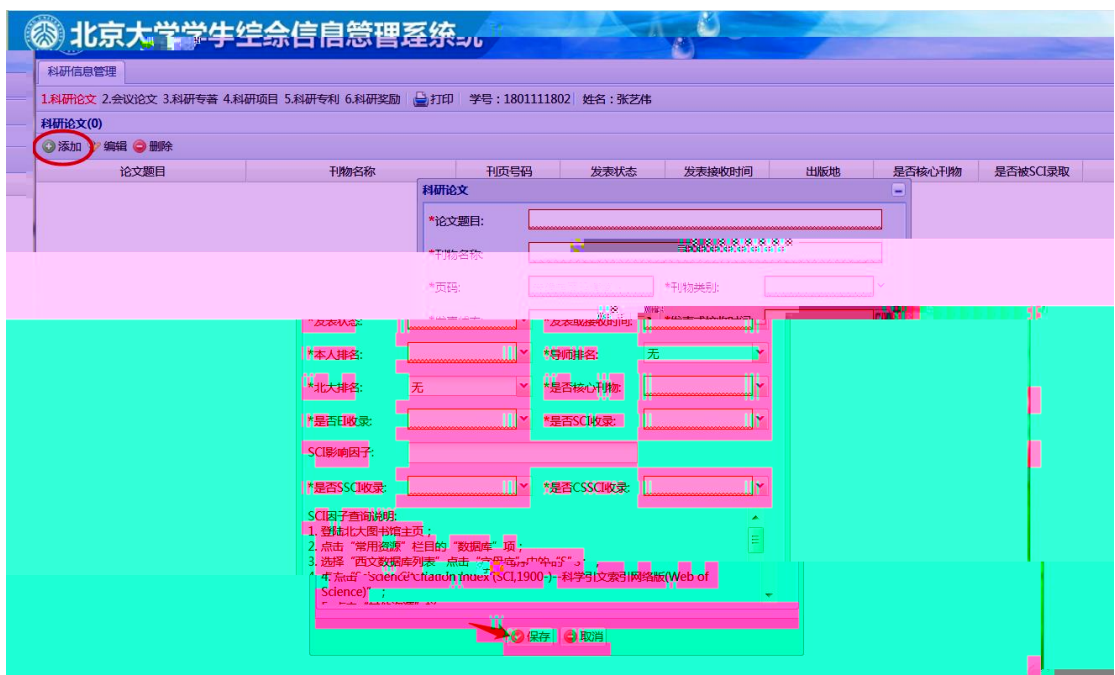 北京大学学生综合信息管理系统
科研信息管理
1.科研论文 2.会议论文 3.科研专著 4.科研项目 5.科研专利 6.科研奖励 打印 学号：1801111802 姓名：张艺伟
科研论文(0)
添加 编辑 删除
论文题目 刊物名称 刊页号码 发表状态 发表接收时间 出版地 是否核心刊物 是否被SCI录取
科研论文
*论文题目:
*刊物名称:
*页码: *刊物类别:
*发表状态: *发表或接收时间:
*本人排名: *导师排名: 无
*北大排名: 无 *是否核心刊物:
*是否EI收录: *是否SCI收录:
SCI影响因子:
*是否SSCI收录: *是否CSSCI收录:
SCI因子查询说明:
1. 登陆北大图书馆主页；
2. 点击“常用资源”栏目的“数据库”项；
3. 选择“西文数据库列表”点击
4. 点击“Science Citation Index (SCI,1900-)--科学引文索引网络版(Web of
Science)”；
保存 取消